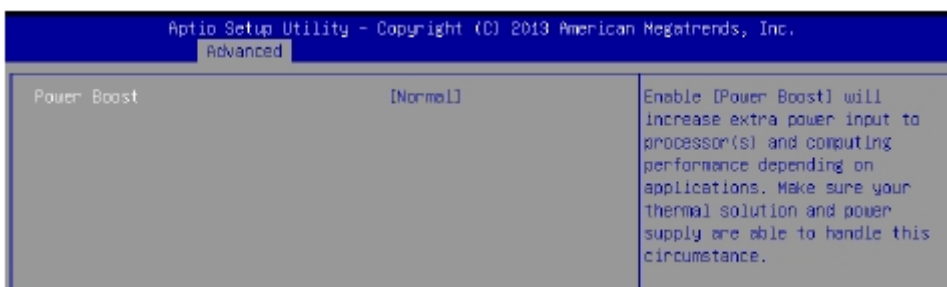 Aptio Setup Utility - Copyright (C) 2013 American Megatrends, Inc.
Advanced
Power Boost [Normal]
Enable [Power Boost] will
increase extra power input to
processor(s) and computing
performance depending on
applications. Make sure your
thermal solution and power
supply are able to handle this
circumstance.